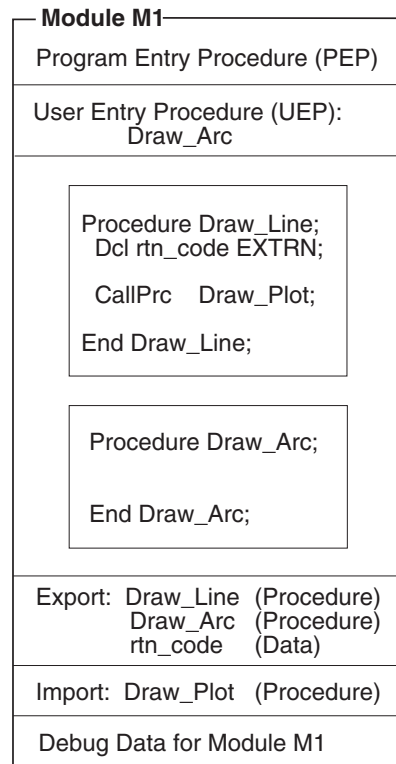 Module M1
Program Entry Procedure (PEP)
User Entry Procedure (UEP):
Draw_Arc
Procedure Draw_Line;
Dcl rtn_code EXTRN;
CallPrc Draw_Plot;
End Draw_Line;
Procedure Draw_Arc;
End Draw_Arc;
Export: Draw_Line (Procedure)
Draw_Arc (Procedure)
rtn_code (Data)
Import: Draw_Plot (Procedure)
Debug Data for Module M1